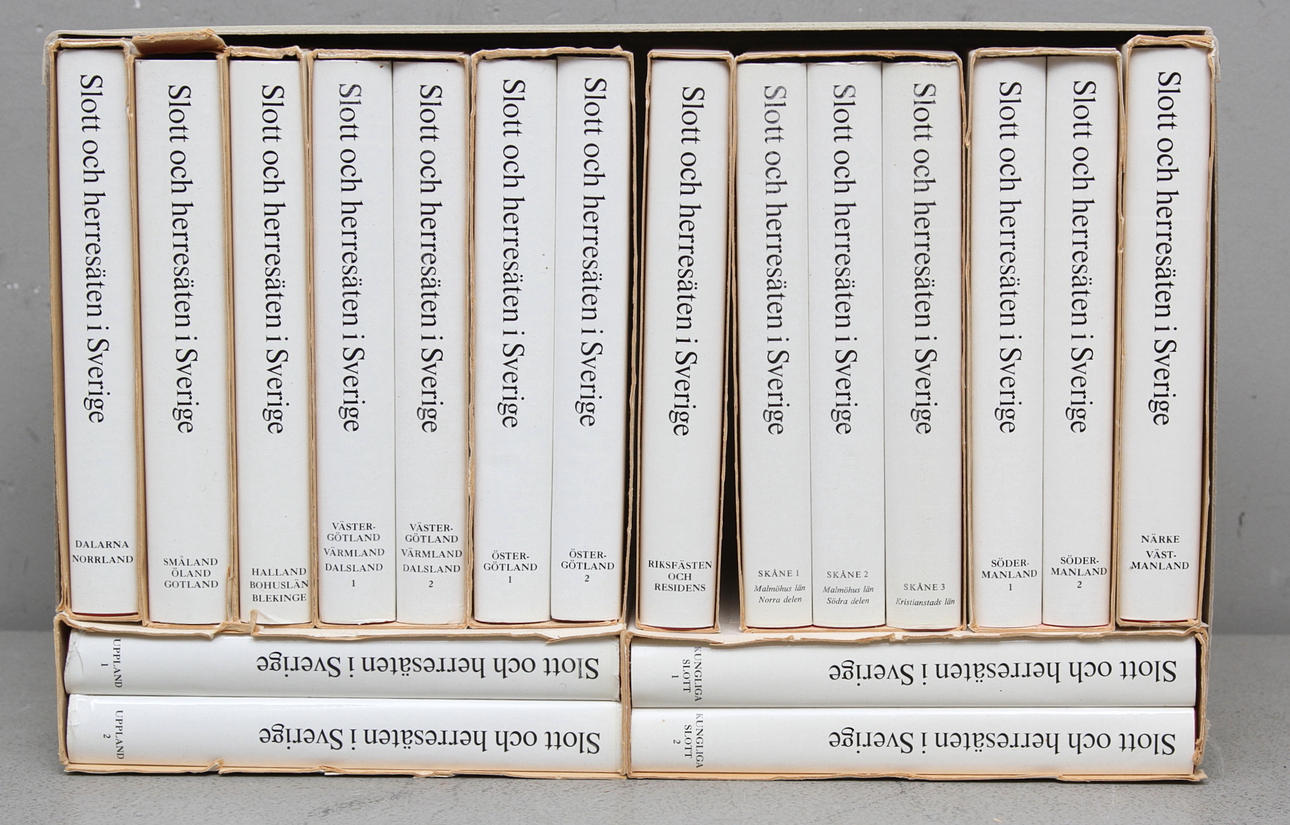 Slott och herresäten i Sverige
DALARNA
NORRLAND
Slott och herresäten i Sverige
SMÅLAND
ÖLAND
GOTLAND
Slott och herresäten i Sverige
HALLAND
BOHUSLÄN
BLEKINGE
Slott och herresäten i Sverige
VÄSTER-
GÖTLAND
VÄRMLAND
DALSLAND
1
Slott och herresäten i Sverige
VÄSTER-
GÖTLAND
VÄRMLAND
DALSLAND
2
Slott och herresäten i Sverige
ÖSTER-
GÖTLAND
1
Slott och herresäten i Sverige
ÖSTER-
GÖTLAND
2
Slott och herresäten i Sverige
RIKSFÄSTEN
OCH
RESIDENS
Slott och herresäten i Sverige
SKÅNE 1
Malmöhus län
Norra delen
Slott och herresäten i Sverige
SKÅNE 2
Malmöhus län
Södra delen
Slott och herresäten i Sverige
SKÅNE 3
Kristianstads län
Slott och herresäten i Sverige
SÖDER-
MANLAND
1
Slott och herresäten i Sverige
SÖDER-
MANLAND
2
Slott och herresäten i Sverige
NÄRKE
VÄST-
MANLAND
Slott och herresäten i Sverige
UPPLAND
1
Slott och herresäten i Sverige
UPPLAND
2
Slott och herresäten i Sverige
KUNGLIGA
SLOTT
1
Slott och herresäten i Sverige
KUNGLIGA
SLOTT
2